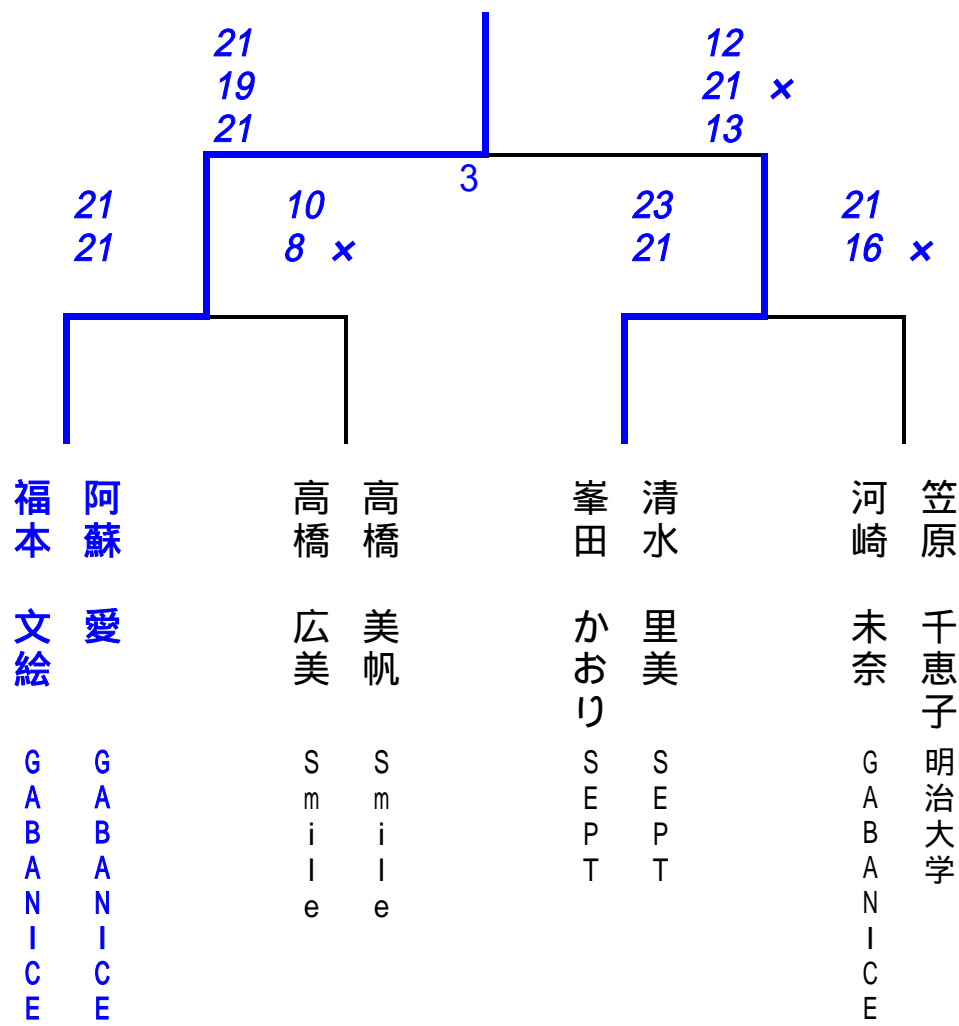 21 12
19 21 ×
21 13
3
21 10 23 21
21 8 × 21 16 ×
福本 文絵 GABANICE
阿蘇 愛 GABANICE
高橋 広美 Smile
高橋 美帆 Smile
峯田 かおり SEPT
清水 里美 SEPT
河崎 未奈 GABANICE
笠原 千恵子 明治大学